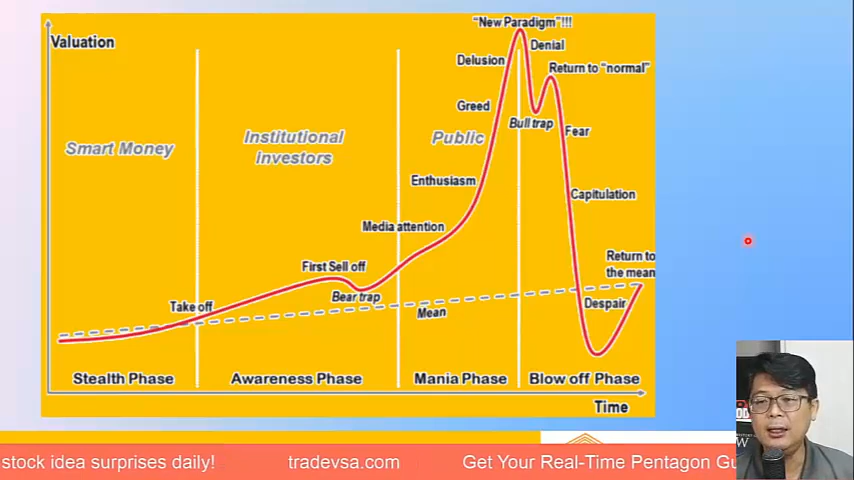 Valuation
"New Paradigm"!!!
Denial
Delusion
Return to "normal"
Greed
Bull trap
Fear
Smart Money
Institutional
investors
Public
Enthusiasm
Capitulation
Media attention
First Sell off
Return to
the mean
Bear trap
Take off
Mean
Despair
Stealth Phase
Awareness Phase
Mania Phase
Blow off Phase
Time
stock idea surprises daily! tradevsa.com Get Your Real-Time Pentagon